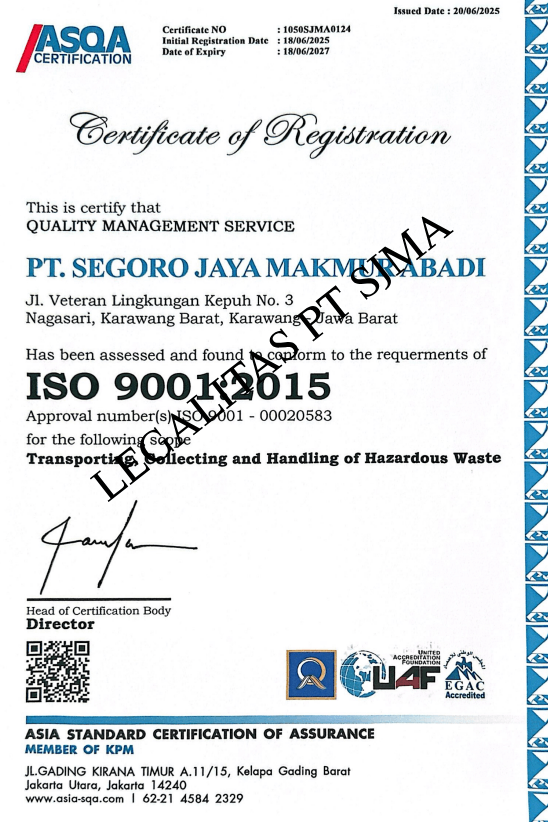 Issued Date : 20/06/2025
ASQA
CERTIFICATION
Certificate NO : 1050SJMA0124
Initial Registration Date : 18/06/2025
Date of Expiry : 18/06/2027
Certificate of Registration
This is certify that
QUALITY MANAGEMENT SERVICE
PT. SEGORO JAYA MAKMUR ABADI
Jl. Veteran Lingkungan Kepuh No. 3
Nagasari, Karawang Barat, Karawang - Jawa Barat
Has been assessed and found to conform to the requerments of
ISO 9001:2015
Approval number(s) ISO 9001 - 00020583
for the following scope
Transporting, Collecting and Handling of Hazardous Waste
LEGALITAS PT SJMA
Head of Certification Body
Director
UNITED
ACCREDITATION
FOUNDATION
UAF
EGAC
Accredited
ASIA STANDARD CERTIFICATION OF ASSURANCE
MEMBER OF KPM
JL.GADING KIRANA TIMUR A.11/15, Kelapa Gading Barat
Jakarta Utara, Jakarta 14240
www.asia-sqa.com | 62-21 4584 2329